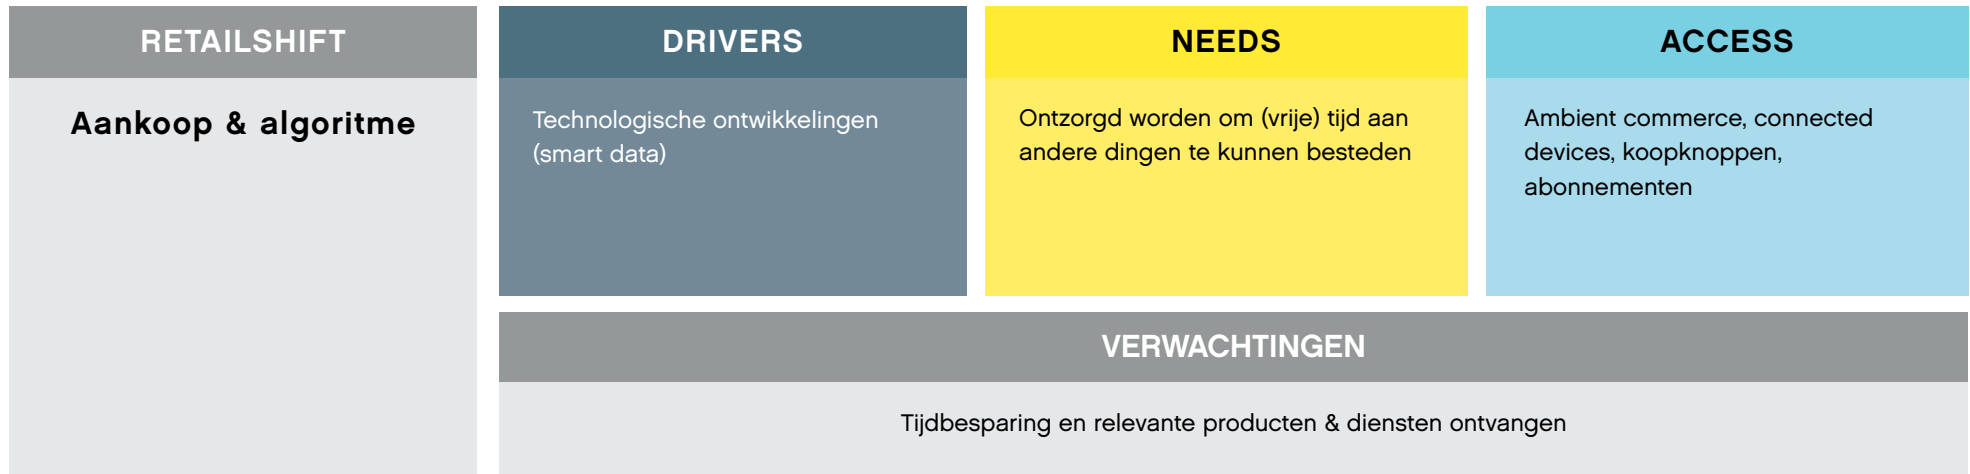 RETAILSHIFT
Aankoop & algoritme
DRIVERS
Technologische ontwikkelingen
(smart data)
NEEDS
Ontzorgd worden om (vrije) tijd aan
andere dingen te kunnen besteden
ACCESS
Ambient commerce, connected
devices, koopknoppen,
abonnementen
VERWACHTINGEN
Tijdbesparing en relevante producten & diensten ontvangen